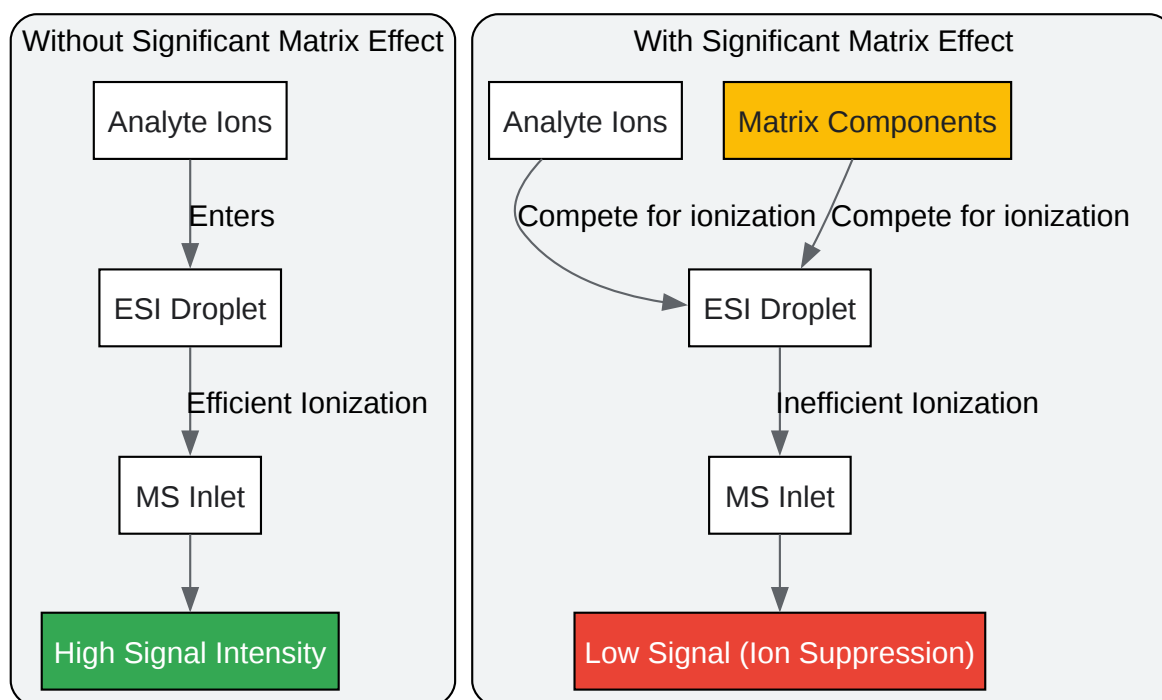 Without Significant Matrix Effect
Analyte Ions
Enters
ESI Droplet
Efficient Ionization
MS Inlet
High Signal Intensity
With Significant Matrix Effect
Analyte Ions
Matrix Components
Compete for ionization
Compete for ionization
ESI Droplet
Inefficient Ionization
MS Inlet
Low Signal (Ion Suppression)